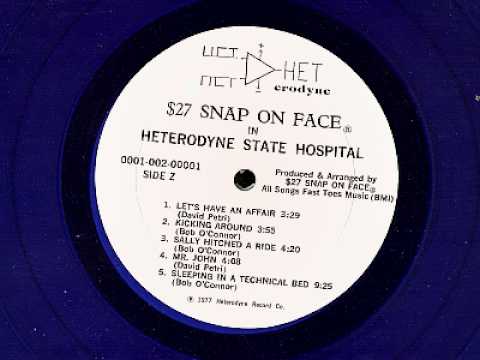 HET
erodyne
$27 SNAP ON FACE®
IN
HETERODYNE STATE HOSPITAL
0001-002-00001
SIDE Z
Produced & Arranged by
$27 SNAP ON FACE®
All Songs Fast Toes Music (BMI)
1. LET'S HAVE AN AFFAIR 3:29
(David Petri)
2. KICKING AROUND 3:55
(Bob O'Connor)
3. SALLY HITCHED A RIDE 4:20
(Bob O'Connor)
4. MR. JOHN 4:08
(David Petri)
5. SLEEPING IN A TECHNICAL BED 9:25
(Bob O'Connor)
℗ 1977 Heterodyne Record Co.